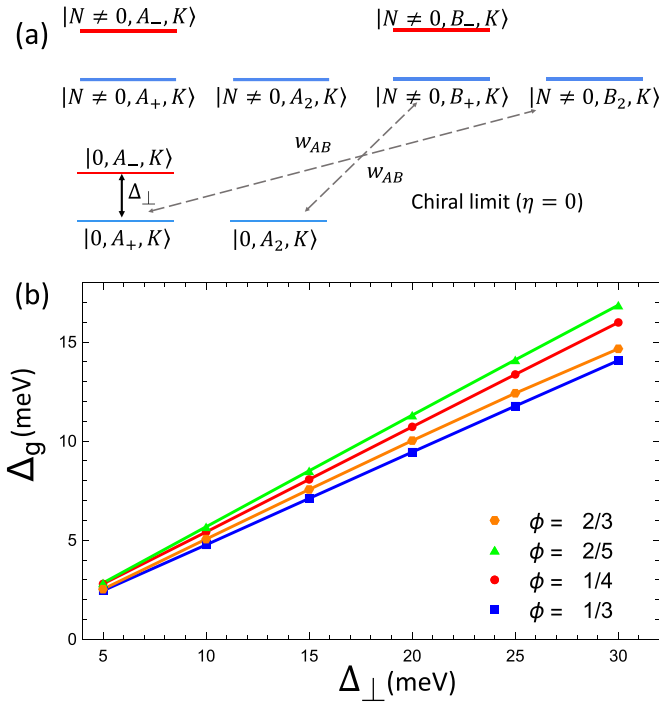 (a)
|N ≠ 0, A₋, K⟩ |N ≠ 0, B₋, K⟩
|N ≠ 0, A₊, K⟩ |N ≠ 0, A₂, K⟩ |N ≠ 0, B₊, K⟩ |N ≠ 0, B₂, K⟩
w_AB
|0, A₋, K⟩
w_AB
Δ⊥
Chiral limit (η = 0)
|0, A₊, K⟩ |0, A₂, K⟩
(b)
15
10
5
0
Δg (meV)
ϕ = 2/3
ϕ = 2/5
ϕ = 1/4
ϕ = 1/3
5 10 15 20 25 30
Δ⊥ (meV)